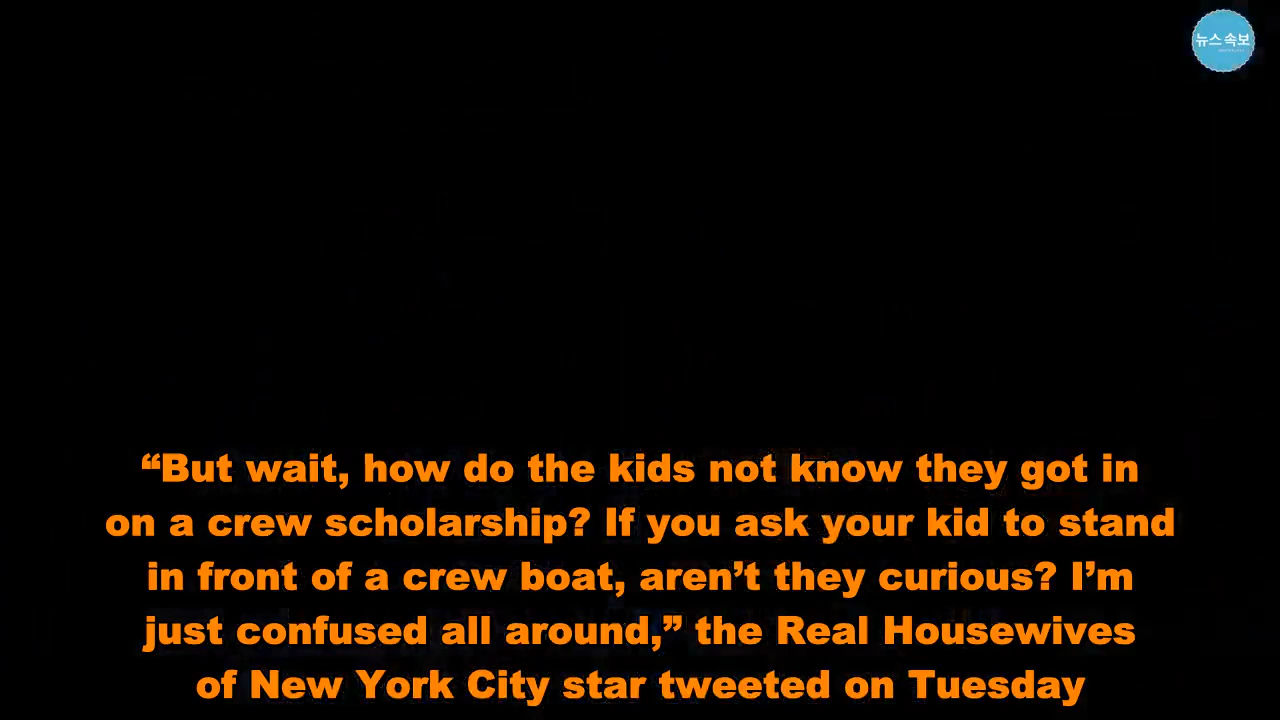 뉴스 속보
“But wait, how do the kids not know they got in
on a crew scholarship? If you ask your kid to stand
in front of a crew boat, aren’t they curious? I’m
just confused all around,” the Real Housewives
of New York City star tweeted on Tuesday